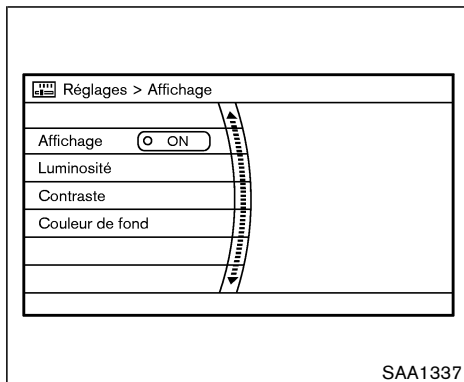 Réglages > Affichage
Affichage ON
Luminosité
Contraste
Couleur de fond
SAA1337